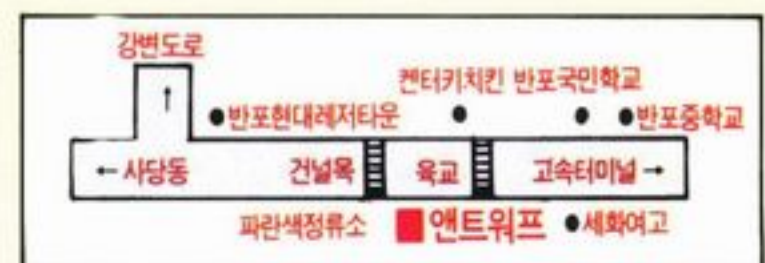 강변도로
켄터키치킨 반포국민학교
●반포현대레저타운 ●반포중학교
←사당동 건널목 육교 고속터미널→
파란색정류소 ■앤트워프 ●세화여고